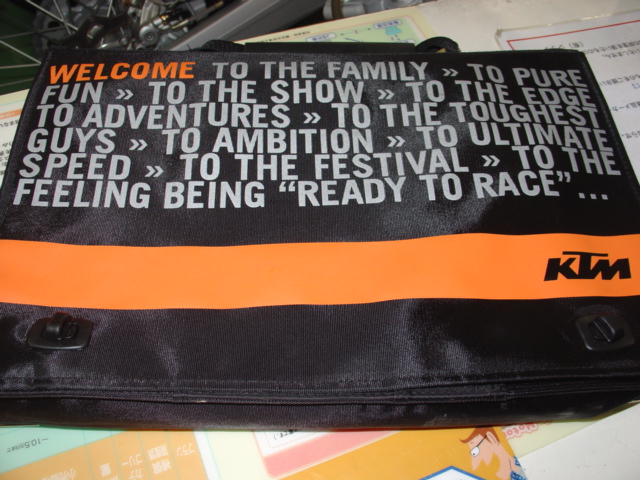 WELCOME TO THE FAMILY » TO PURE
FUN » TO THE SHOW » TO THE EDGE
TO ADVENTURES » TO THE TOUGHEST
GUYS » TO AMBITION » TO ULTIMATE
SPEED » TO THE FESTIVAL » TO THE
FEELING BEING “READY TO RACE” ...
KTM